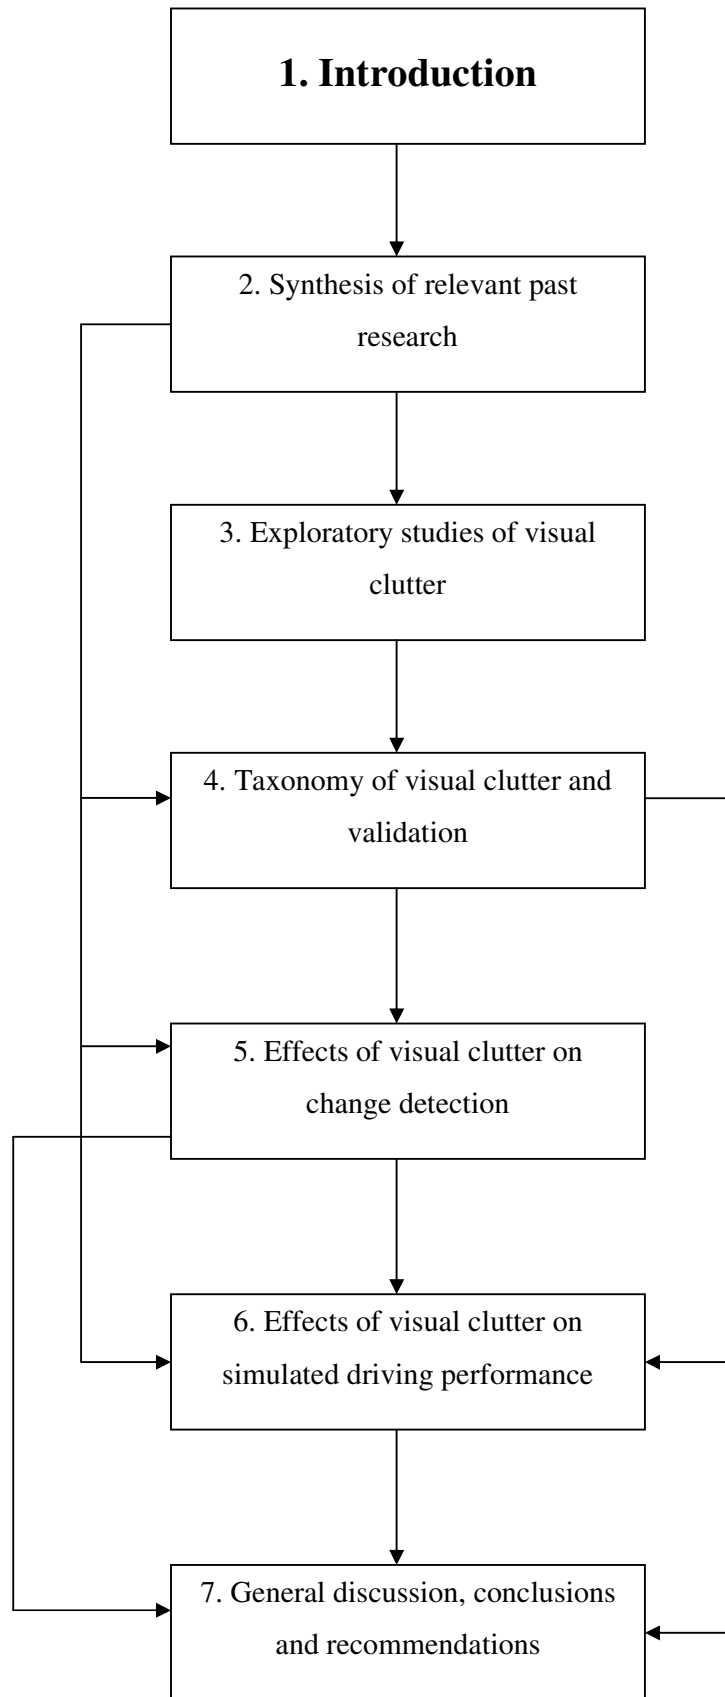 1. Introduction
2. Synthesis of relevant past
research
3. Exploratory studies of visual
clutter
4. Taxonomy of visual clutter and
validation
5. Effects of visual clutter on
change detection
6. Effects of visual clutter on
simulated driving performance
7. General discussion, conclusions
and recommendations